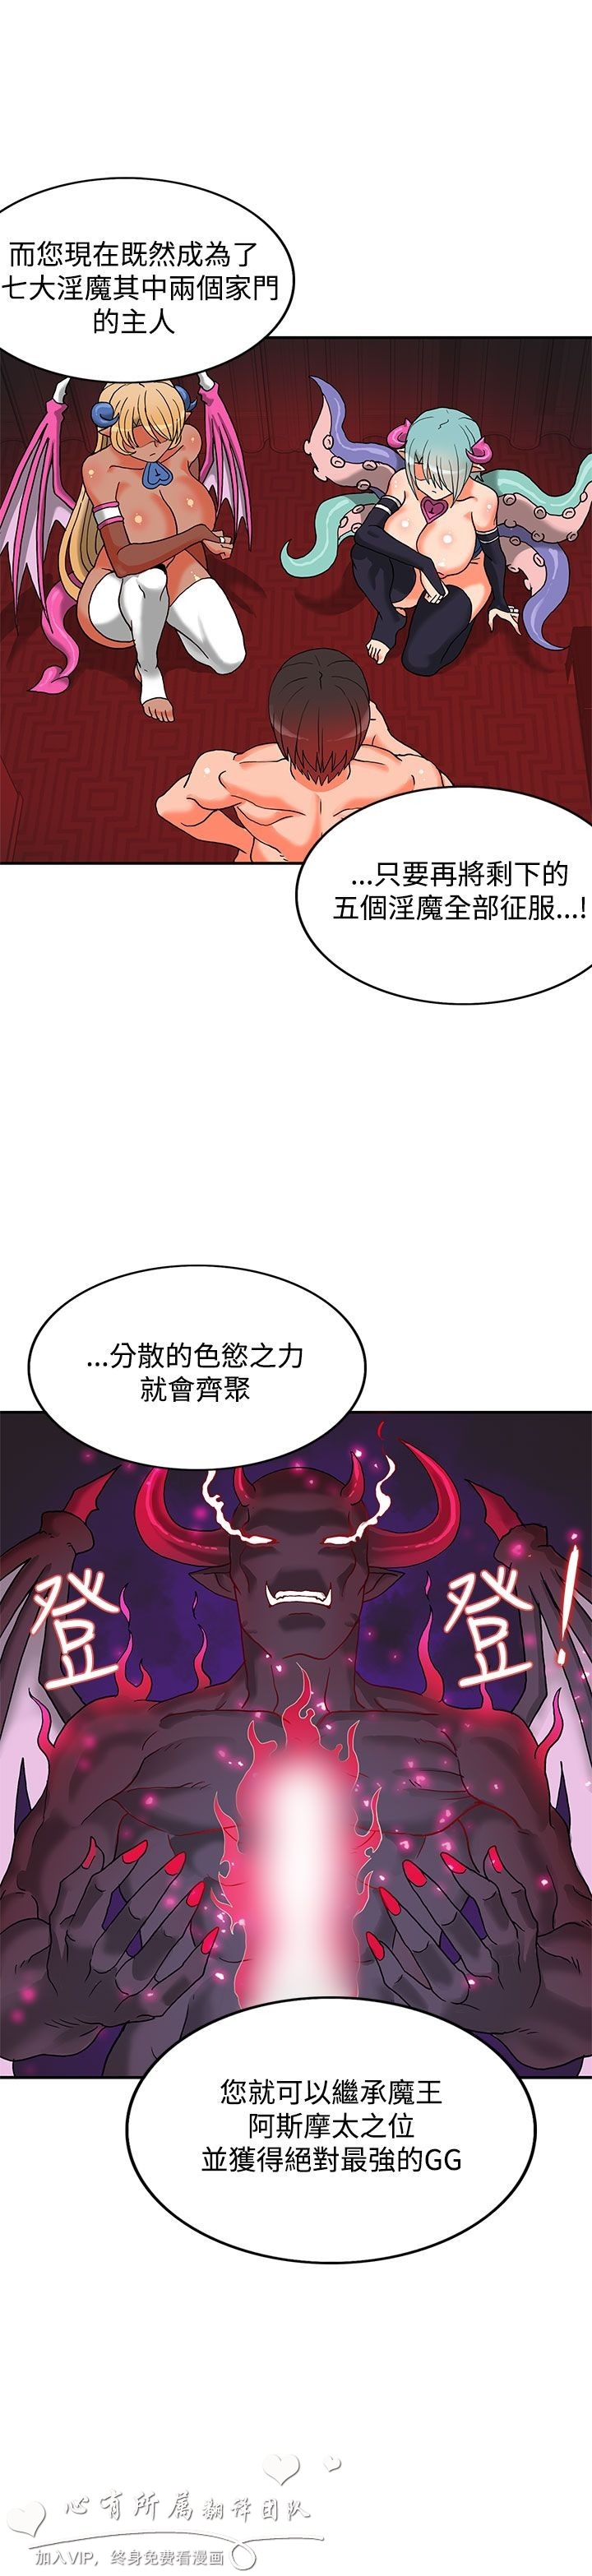 而您現在既然成為了
七大淫魔其中兩個家門
的主人
...只要再將剩下的
五個淫魔全部征服...!
...分散的色慾之力
就會齊聚
登
登!
您就可以繼承魔王
阿斯摩太之位
並獲得絕對最強的GG
心有所属翻译团队
加入VIP，终身免费看漫画